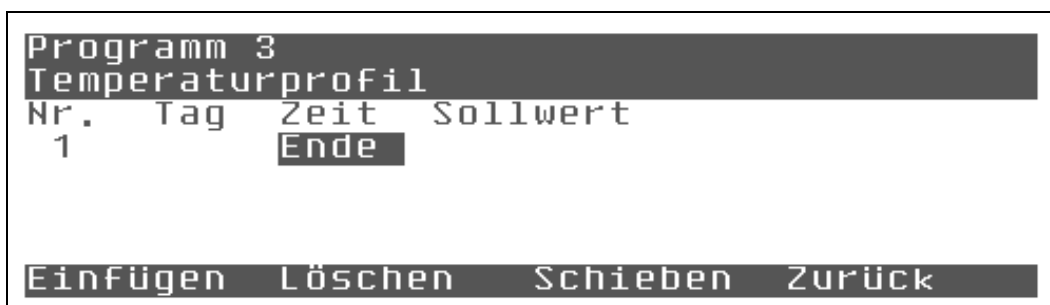 Programm 3
Temperaturprofil
Nr. Tag Zeit Sollwert
1 Ende
Einfügen Löschen Schieben Zurück